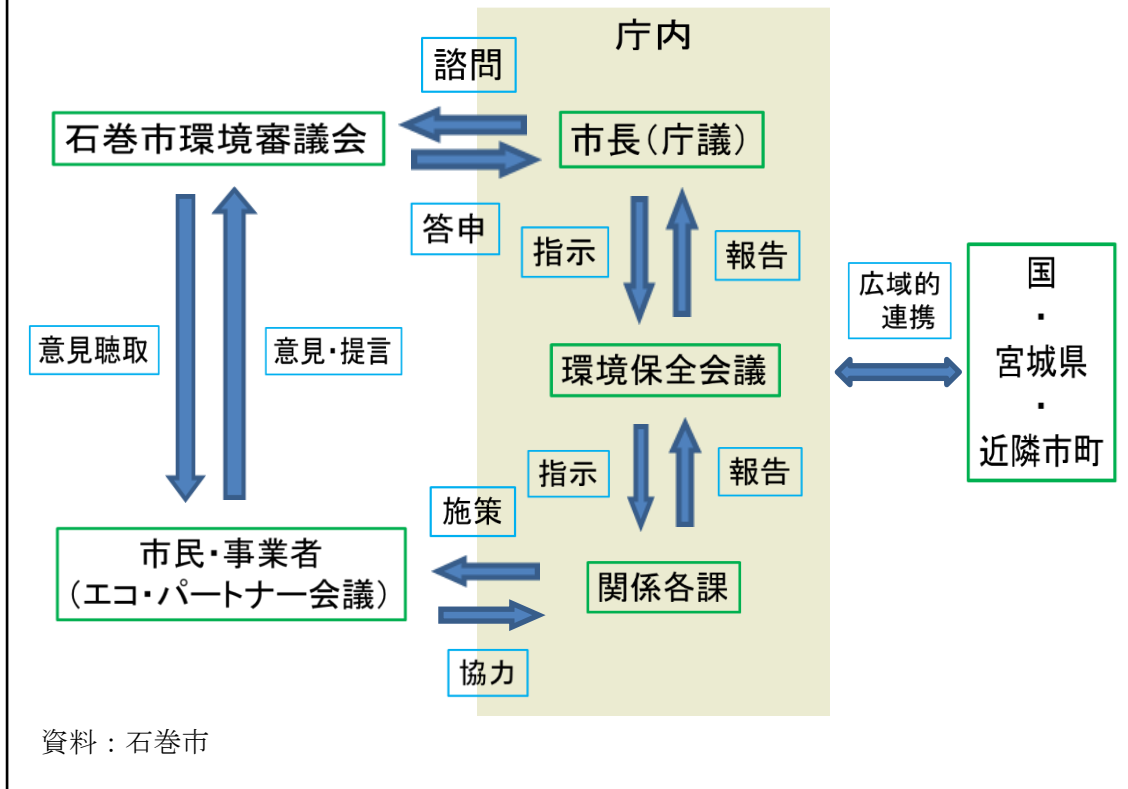 庁内
諮問
石巻市環境審議会
市長(庁議)
答申
指示
報告
広域的
連携
国
・
宮城県
・
近隣市町
意見聴取
意見・提言
環境保全会議
指示
報告
施策
市民・事業者
(エコ・パートナー会議)
関係各課
協力
資料:石巻市